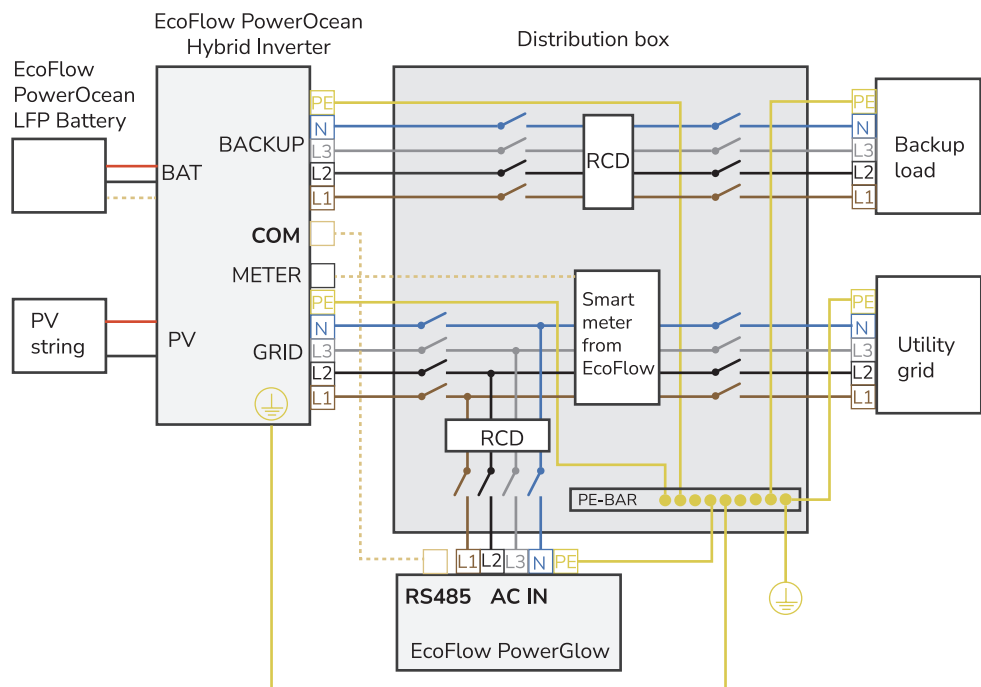 EcoFlow PowerOcean
Hybrid Inverter
Distribution box
EcoFlow
PowerOcean
LFP Battery
BAT
BACKUP
PE
N
L3
L2
L1
RCD
PE
N
L3
L2
L1
Backup
load
COM
METER
PV
string
PV
GRID
PE
N
L3
L2
L1
Smart
meter
from
EcoFlow
PE
N
L3
L2
L1
Utility
grid
RCD
PE-BAR
L1
L2
L3
N
PE
RS485 AC IN
EcoFlow PowerGlow